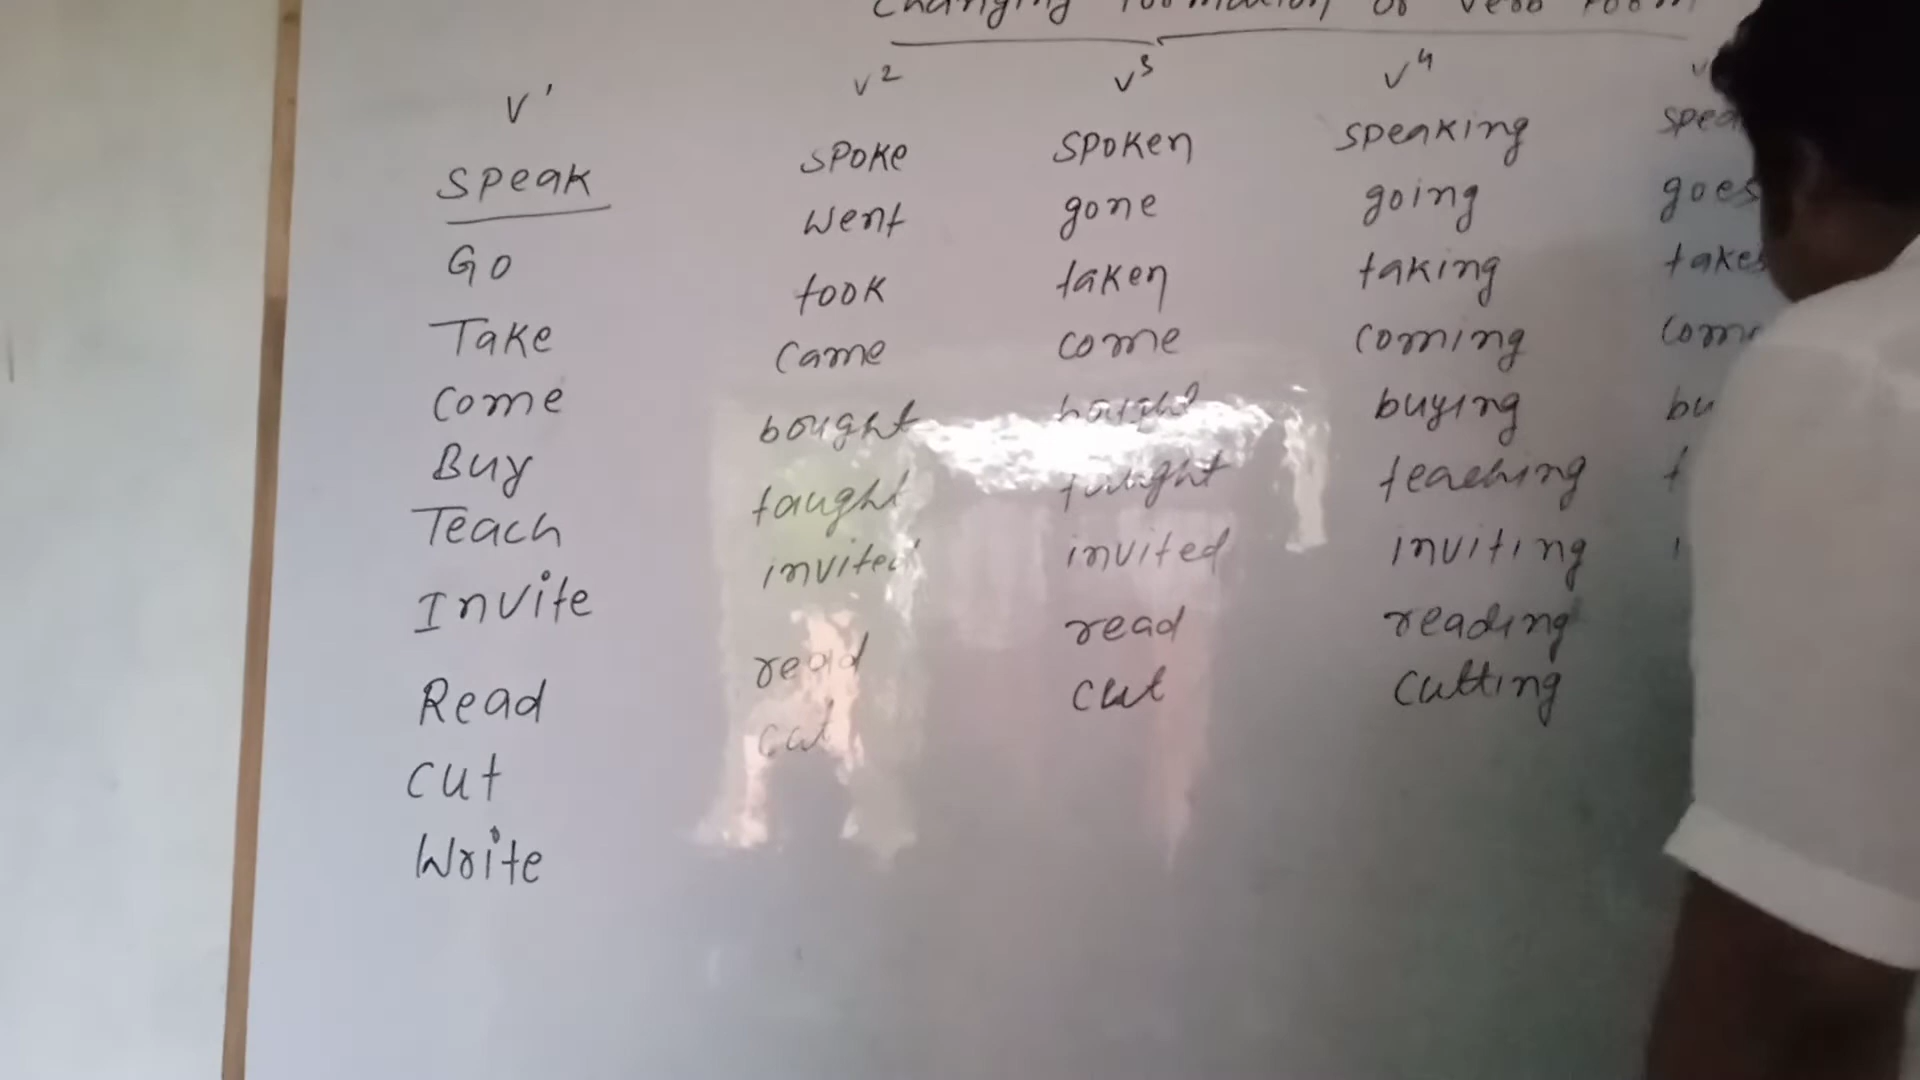 Changing formation of verb form
V1 V2 V3 V4 V
Speak spoke spoken speaking spea
Go went gone going goes
Take took taken taking takes
Come came come coming com
Buy bought bought buying bu
Teach taught taught teaching t
Invite invited invited inviting i
Read read read reading
Cut cut cut cutting
Write